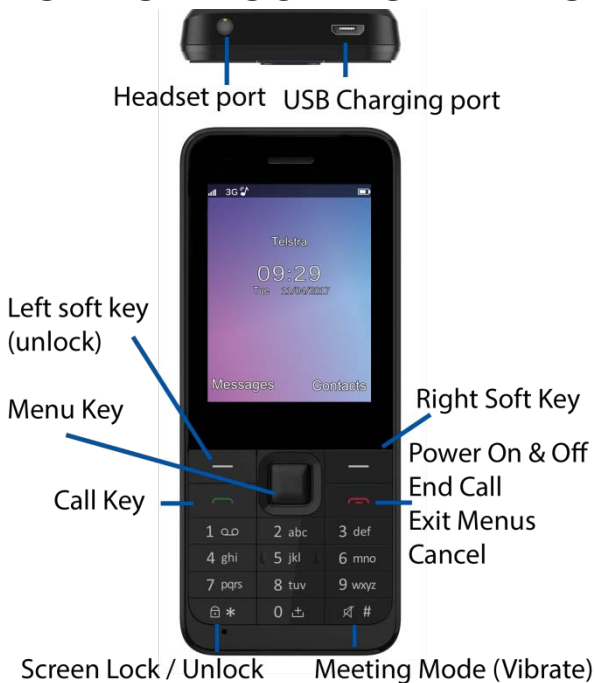 Headset port
USB Charging port
3G
Telstra
09:29
Tue 11/04/2017
Messages
Contacts
Left soft key
(unlock)
Menu Key
Call Key
Right Soft Key
Power On & Off
End Call
Exit Menus
Cancel
1
2 abc
3 def
4 ghi
5 jkl
6 mno
7 pqrs
8 tuv
9 wxyz
*
0
#
Screen Lock / Unlock
Meeting Mode (Vibrate)